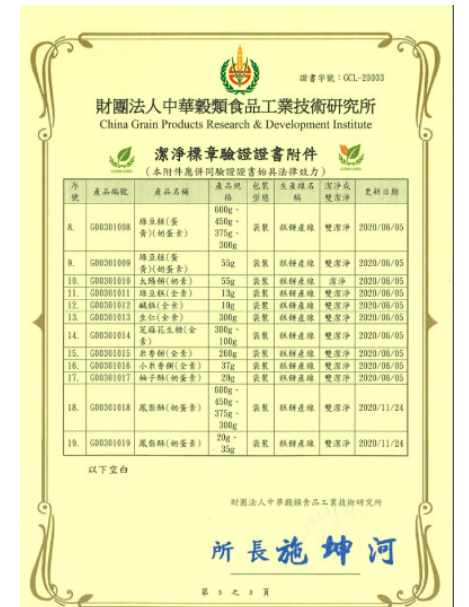 證書字號：GCL-20003
財團法人中華穀類食品工業技術研究所
China Grain Products Research & Development Institute
潔淨標章驗證證書附件
(本附件應併同驗證證書始具法律效力)
CLEAN LABEL
CLEAN LABEL
序號 產品編號 產品名稱 產品規格 包裝型態 生產線名稱 潔淨或雙潔淨 更新日期
8. G00301008 綠豆糕(蛋黃)(奶蛋素) 600g、450g、375g、300g 袋裝 糕餅產線 雙潔淨 2020/06/05
9. G00301009 綠豆糕(蛋黃)(奶蛋素) 55g 袋裝 糕餅產線 雙潔淨 2020/06/05
10. G00301010 太陽餅(奶素) 55g 袋裝 糕餅產線 潔淨 2020/06/05
11. G00301011 綠豆糕(全素) 13g 袋裝 糕餅產線 雙潔淨 2020/06/05
12. G00301012 鹹糕(全素) 10g 袋裝 糕餅產線 雙潔淨 2020/06/05
13. G00301013 生仁(全素) 300g 袋裝 糕餅產線 雙潔淨 2020/06/05
14. G00301014 芝麻花生糖(全素) 300g、100g 袋裝 糕餅產線 雙潔淨 2020/06/05
15. G00301015 米香餅(全素) 260g 袋裝 糕餅產線 雙潔淨 2020/06/05
16. G00301016 小米香餅(全素) 37g 袋裝 糕餅產線 雙潔淨 2020/06/05
17. G00301017 柚子酥(奶蛋素) 20g 袋裝 糕餅產線 雙潔淨 2020/06/05
18. G00301018 鳳梨酥(奶蛋素) 600g、450g、375g、300g 袋裝 糕餅產線 雙潔淨 2020/11/24
19. G00301019 鳳梨酥(奶蛋素) 20g、35g 袋裝 糕餅產線 雙潔淨 2020/11/24
以下空白
財團法人中華穀類食品工業技術研究所
所長施坤河
第 3 之 3 頁